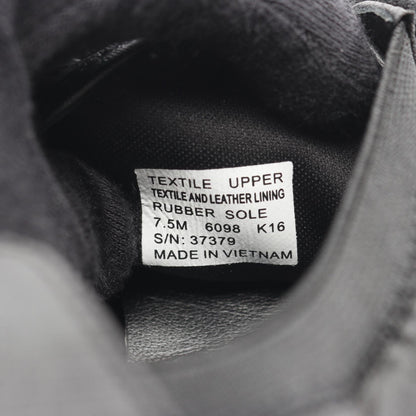 TEXTILE UPPER
TEXTILE AND LEATHER LINING
RUBBER SOLE
7.5M 6098 K16
S/N: 37379
MADE IN VIETNAM